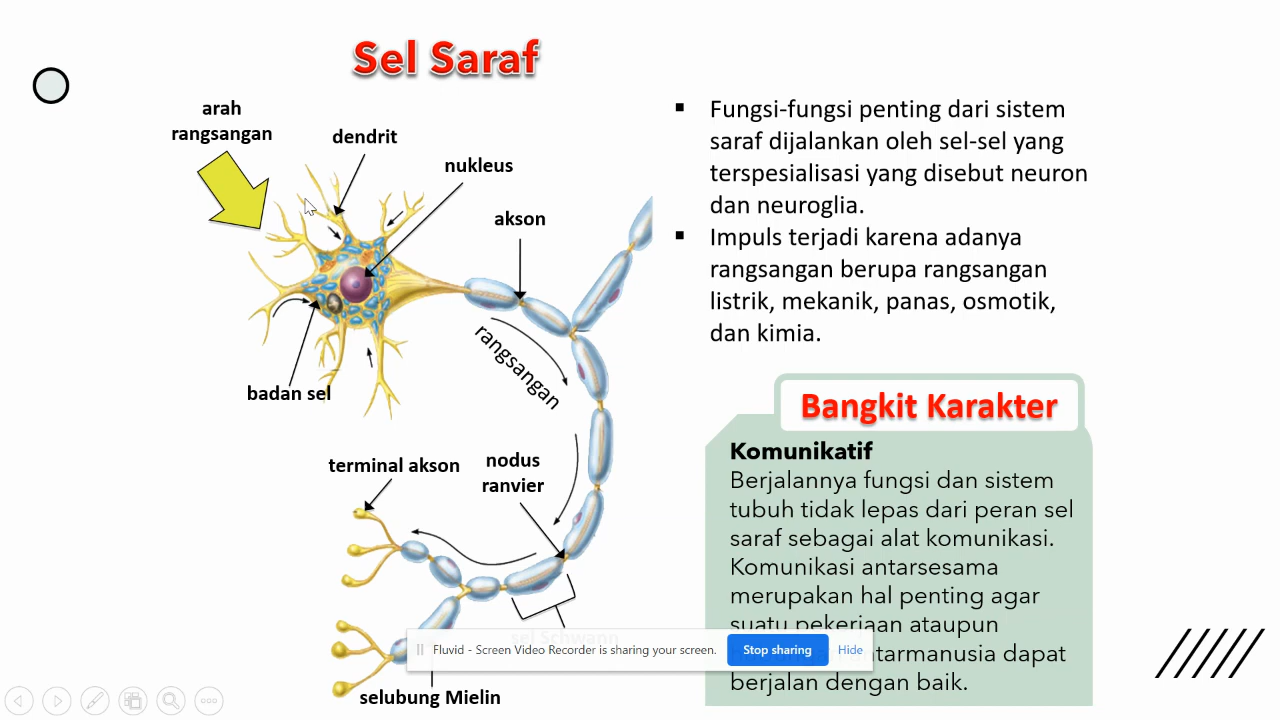 Sel Saraf
arah
rangsangan
dendrit
nukleus
akson
rangsangan
badan sel
terminal akson
nodus
ranvier
sel Schwann
selubung Mielin
▪ Fungsi-fungsi penting dari sistem
saraf dijalankan oleh sel-sel yang
terspesialisasi yang disebut neuron
dan neuroglia.
▪ Impuls terjadi karena adanya
rangsangan berupa rangsangan
listrik, mekanik, panas, osmotik,
dan kimia.
Bangkit Karakter
Komunikatif
Berjalannya fungsi dan sistem
tubuh tidak lepas dari peran sel
saraf sebagai alat komunikasi.
Komunikasi antarsesama
merupakan hal penting agar
suatu pekerjaan ataupun
antarmanusia dapat
berjalan dengan baik.
Fluvid - Screen Video Recorder is sharing your screen.
Stop sharing
Hide